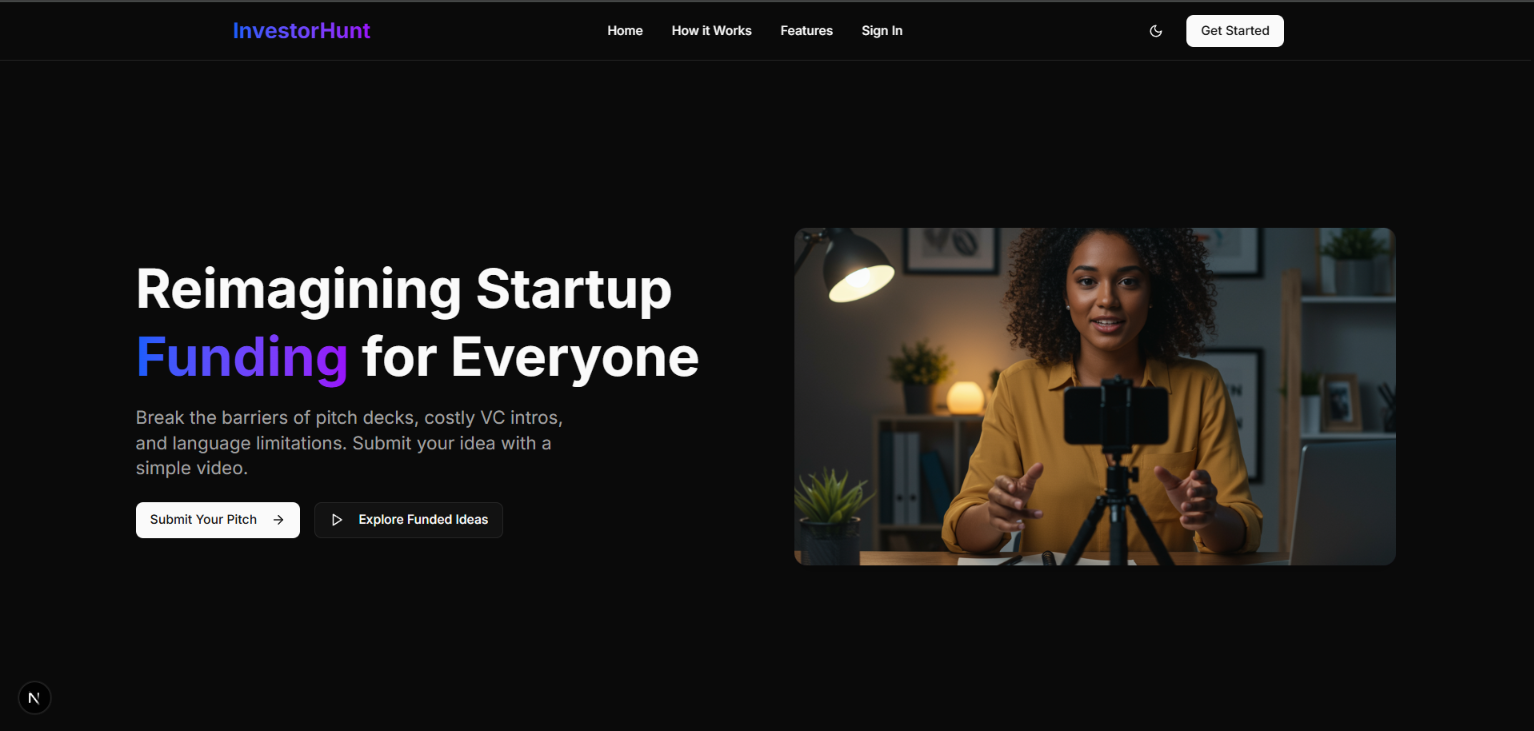 InvestorHunt
Home How it Works Features Sign In
Get Started
Reimagining Startup
Funding for Everyone
Break the barriers of pitch decks, costly VC intros,
and language limitations. Submit your idea with a
simple video.
Submit Your Pitch
Explore Funded Ideas
N